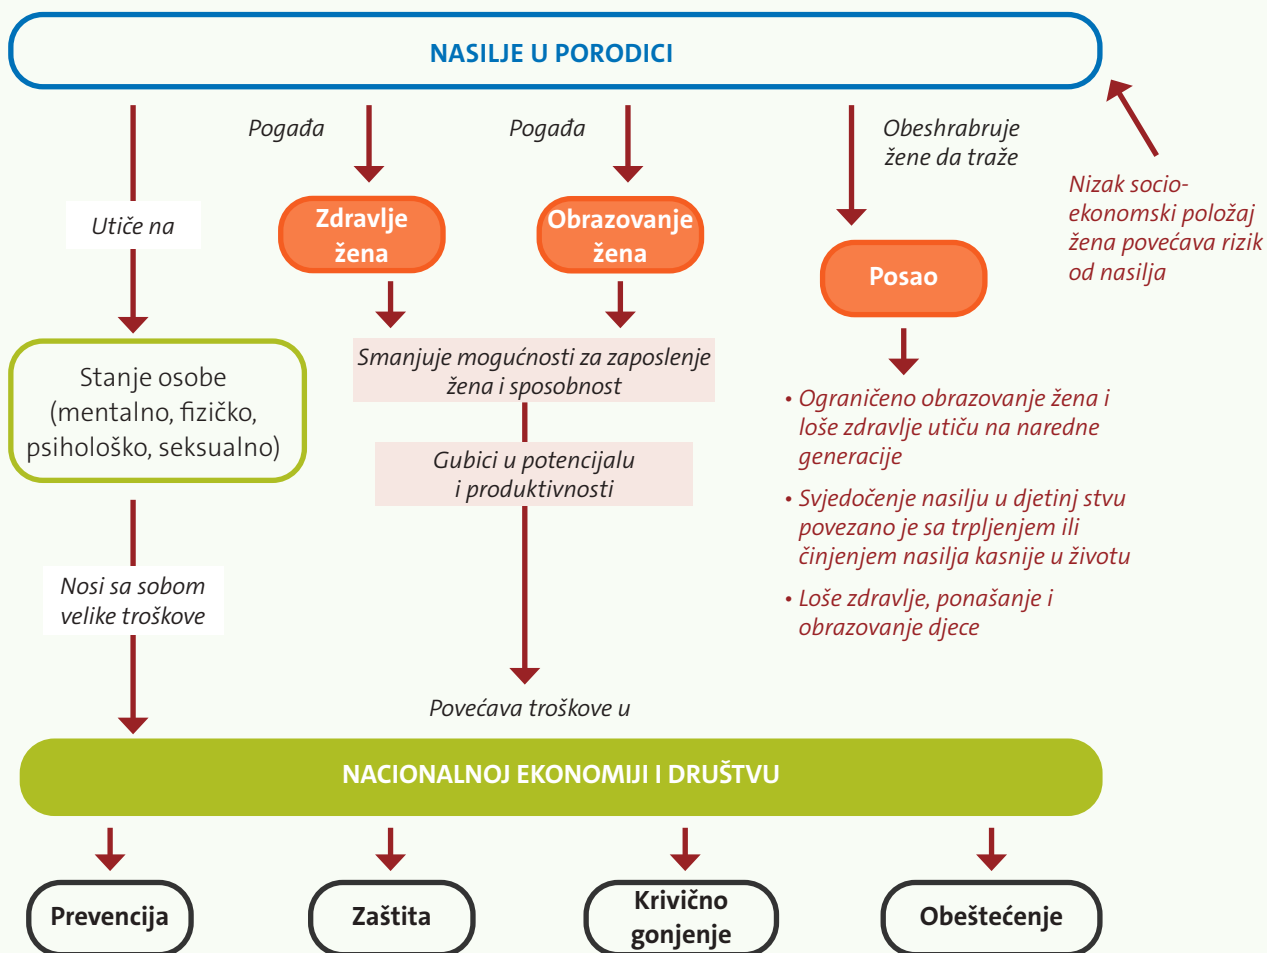 NASILJE U PORODICI
Pogađa
Pogađa
Obeshrabruje
žene da traže
Nizak socio-
ekonomski položaj
žena povećava rizik
od nasilja
Utiče na
Zdravlje
žena
Obrazovanje
žena
Posao
Stanje osobe
(mentalno, fizičko,
psihološko, seksualno)
Smanjuje mogućnosti za zaposlenje
žena i sposobnost
Gubici u potencijalu
i produktivnosti
• Ograničeno obrazovanje žena i
loše zdravlje utiču na naredne
generacije
• Svjedočenje nasilju u djetinj stvu
povezano je sa trpljenjem ili
činjenjem nasilja kasnije u životu
• Loše zdravlje, ponašanje i
obrazovanje djece
Nosi sa sobom
velike troškove
Povećava troškove u
NACIONALNOJ EKONOMIJI I DRUŠTVU
Prevencija
Zaštita
Krivično
gonjenje
Obeštećenje